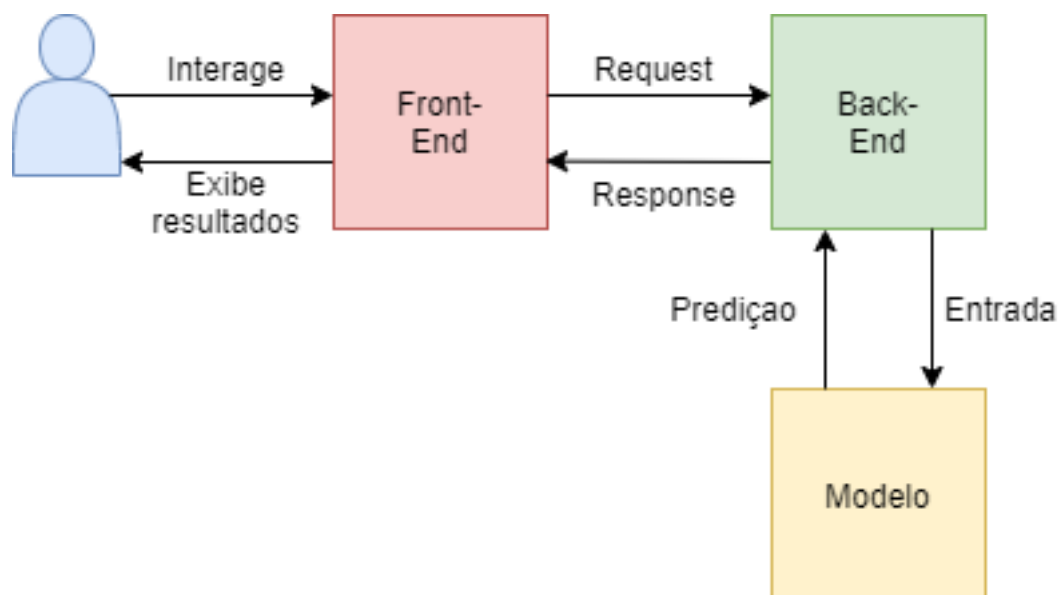 Interage
Request
Front-
End
Back-
End
Exibe
resultados
Response
Prediçao
Entrada
Modelo